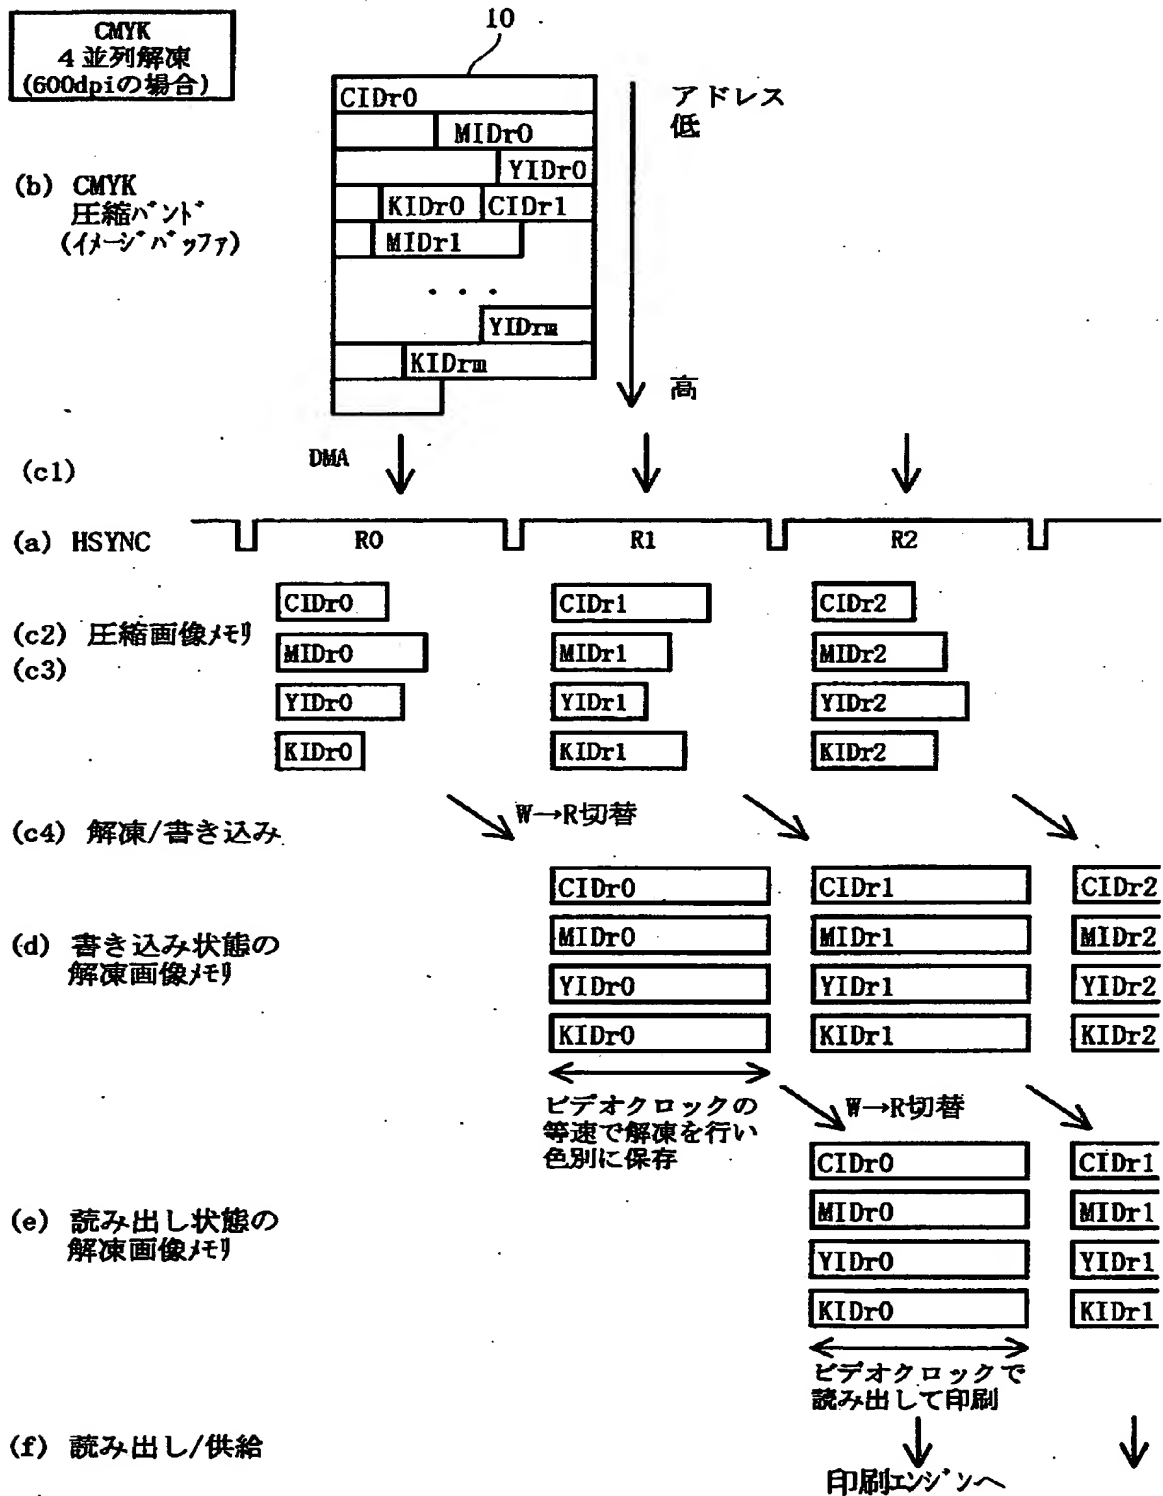 10
CMYK
4並列解凍
(600dpiの場合)
CIDr0
MIDr0
YIDr0
KIDr0 CIDr1
MIDr1
・・・
YIDrm
KIDrm
アドレス
低
高
(b) CMYK
圧縮バンド
(イメージバッファ)
(c1)
DMA
(a) HSYNC
R0 R1 R2
(c2) 圧縮画像メモリ
(c3)
CIDr0 CIDr1 CIDr2
MIDr0 MIDr1 MIDr2
YIDr0 YIDr1 YIDr2
KIDr0 KIDr1 KIDr2
(c4) 解凍/書き込み
W→R切替
(d) 書き込み状態の
解凍画像メモリ
CIDr0 CIDr1 CIDr2
MIDr0 MIDr1 MIDr2
YIDr0 YIDr1 YIDr2
KIDr0 KIDr1 KIDr2
ビデオクロックの
等速で解凍を行い
色別に保存
W→R切替
(e) 読み出し状態の
解凍画像メモリ
CIDr0 CIDr1
MIDr0 MIDr1
YIDr0 YIDr1
KIDr0 KIDr1
ビデオクロックで
読み出して印刷
(f) 読み出し/供給
印刷エンジンへ